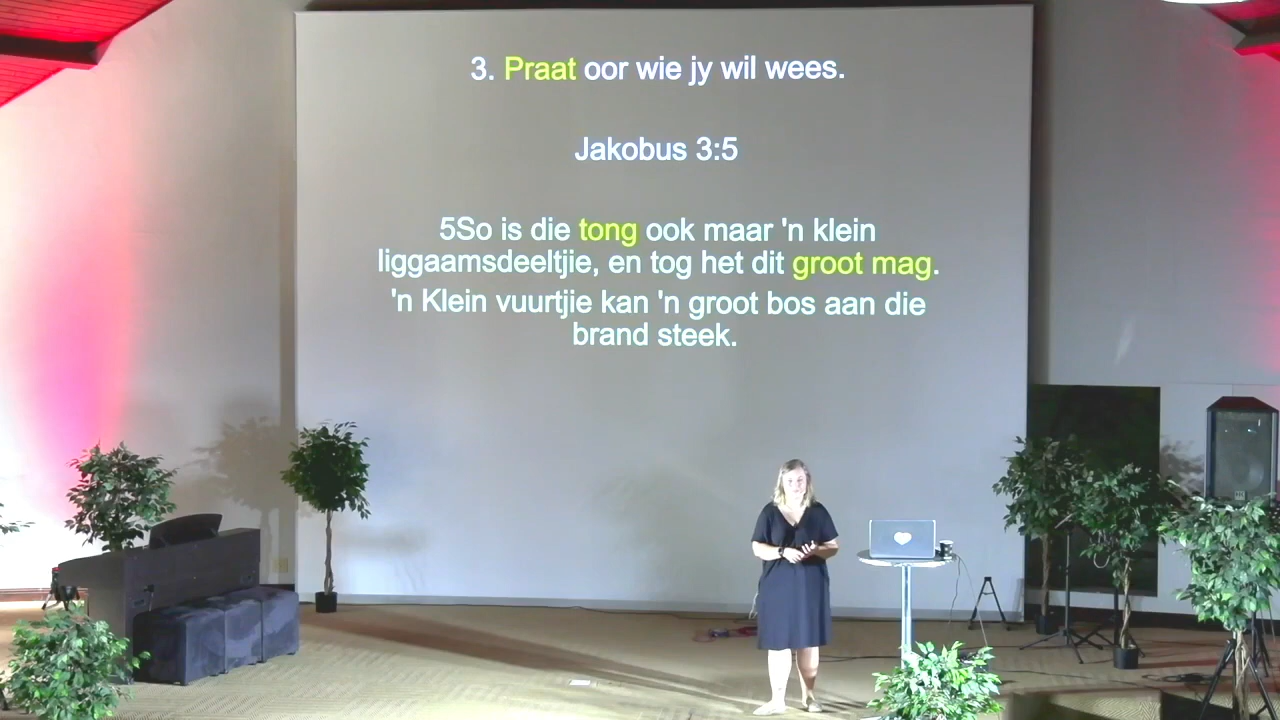 3. Praat oor wie jy wil wees.
Jakobus 3:5
5So is die tong ook maar 'n klein
liggaamsdeeltjie, en tog het dit groot mag.
'n Klein vuurtjie kan 'n groot bos aan die
brand steek.